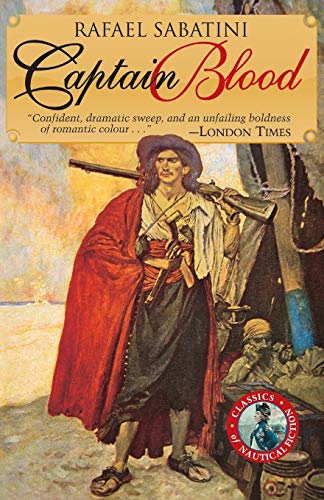 RAFAEL SABATINI
Captain Blood
“Confident, dramatic sweep, and an unfailing boldness
of romantic colour . . .”
—LONDON TIMES
CLASSICS
of NAUTICAL FICTION